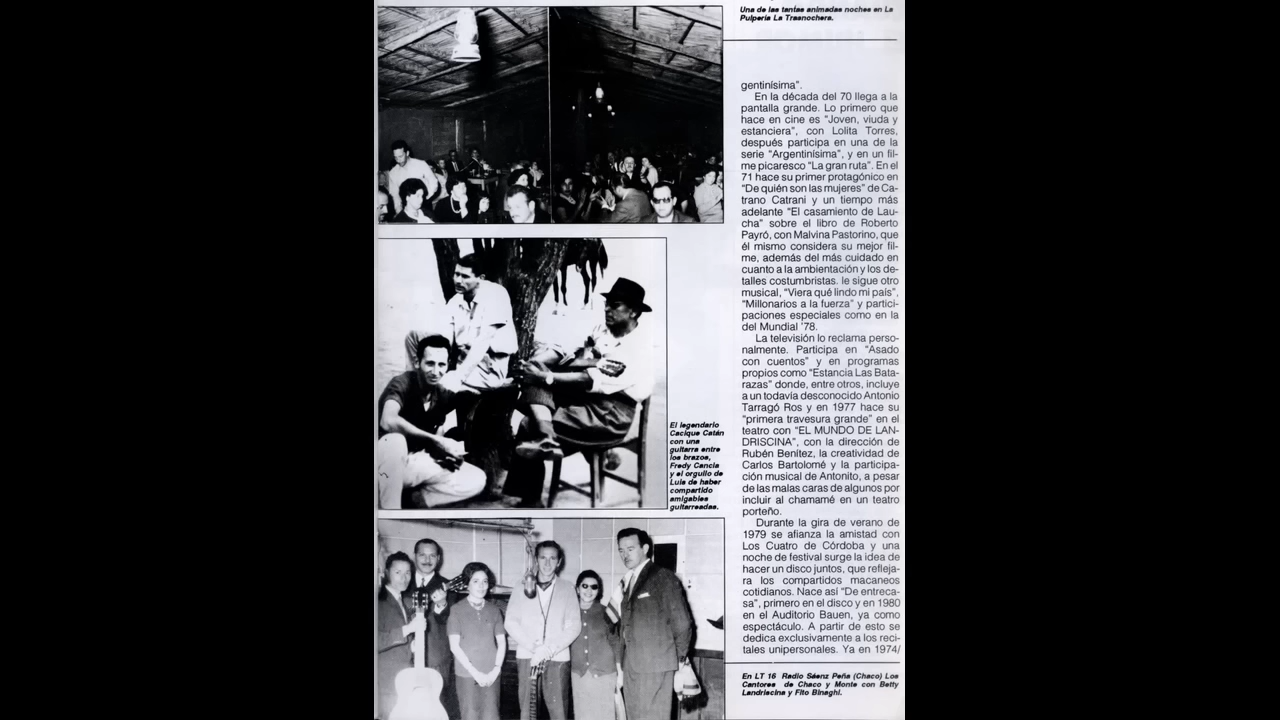 Una de las tantas animadas noches en La
Pulpería La Trasnochera.
gentinísima".
En la década del 70 llega a la
pantalla grande. Lo primero que
hace en cine es "Joven, viuda y
estanciera", con Lolita Torres,
después participa en una de la
serie "Argentinísima", y en un fil-
me picaresco "La gran ruta". En el
71 hace su primer protagónico en
"De quién son las mujeres" de Ca-
trano Catrani y un tiempo más
adelante "El casamiento de Lau-
cha" sobre el libro de Roberto
Payró, con Malvina Pastorino, que
él mismo considera su mejor fil-
me, además del más cuidado en
cuanto a la ambientación y los de-
talles costumbristas. le sigue otro
musical, "Viera qué lindo mi país",
"Millonarios a la fuerza" y partici-
paciones especiales como en la
del Mundial '78.
La televisión lo reclama perso-
nalmente. Participa en "Asado
con cuentos" y en programas
propios como "Estancia Las Bata-
razas" donde, entre otros, incluye
a un todavía desconocido Antonio
Tarragó Ros y en 1977 hace su
"primera travesura grande" en el
teatro con "EL MUNDO DE LAN-
DRISCINA", con la dirección de
Rubén Benítez, la creatividad de
Carlos Bartolomé y la participa-
ción musical de Antonito, a pesar
de las malas caras de algunos por
incluir al chamamé en un teatro
porteño.
Durante la gira de verano de
1979 se afianza la amistad con
Los Cuatro de Córdoba y una
noche de festival surge la idea de
hacer un disco juntos, que refleja-
ra los compartidos macaneos
cotidianos. Nace así "De entreca-
sa", primero en el disco y en 1980
en el Auditorio Bauen, ya como
espectáculo. A partir de esto se
dedica exclusivamente a los reci-
tales unipersonales. Ya en 1974/
El legendario
Cacique Catán
con una
guitarra entre
los brazos,
Fredy Cancia
y el orgullo de
Luis de haber
compartido
amigables
guitarreadas.
En LT 16 Radio Sáenz Peña (Chaco) Los
Cantores de Chaco y Monte con Betty
Landriscina y Fito Binaghi.